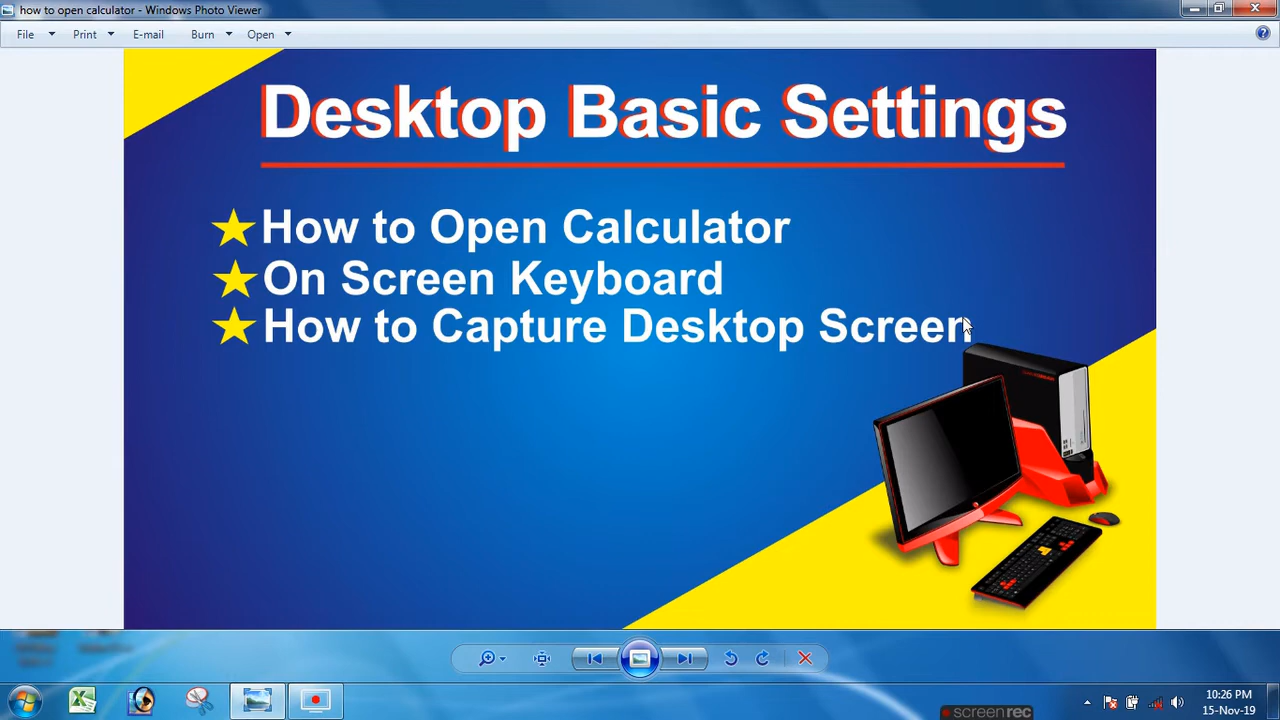 how to open calculator - Windows Photo Viewer
File Print E-mail Burn Open
Desktop Basic Settings
How to Open Calculator
On Screen Keyboard
How to Capture Desktop Screen
10:26 PM
15-Nov-19
screenrec